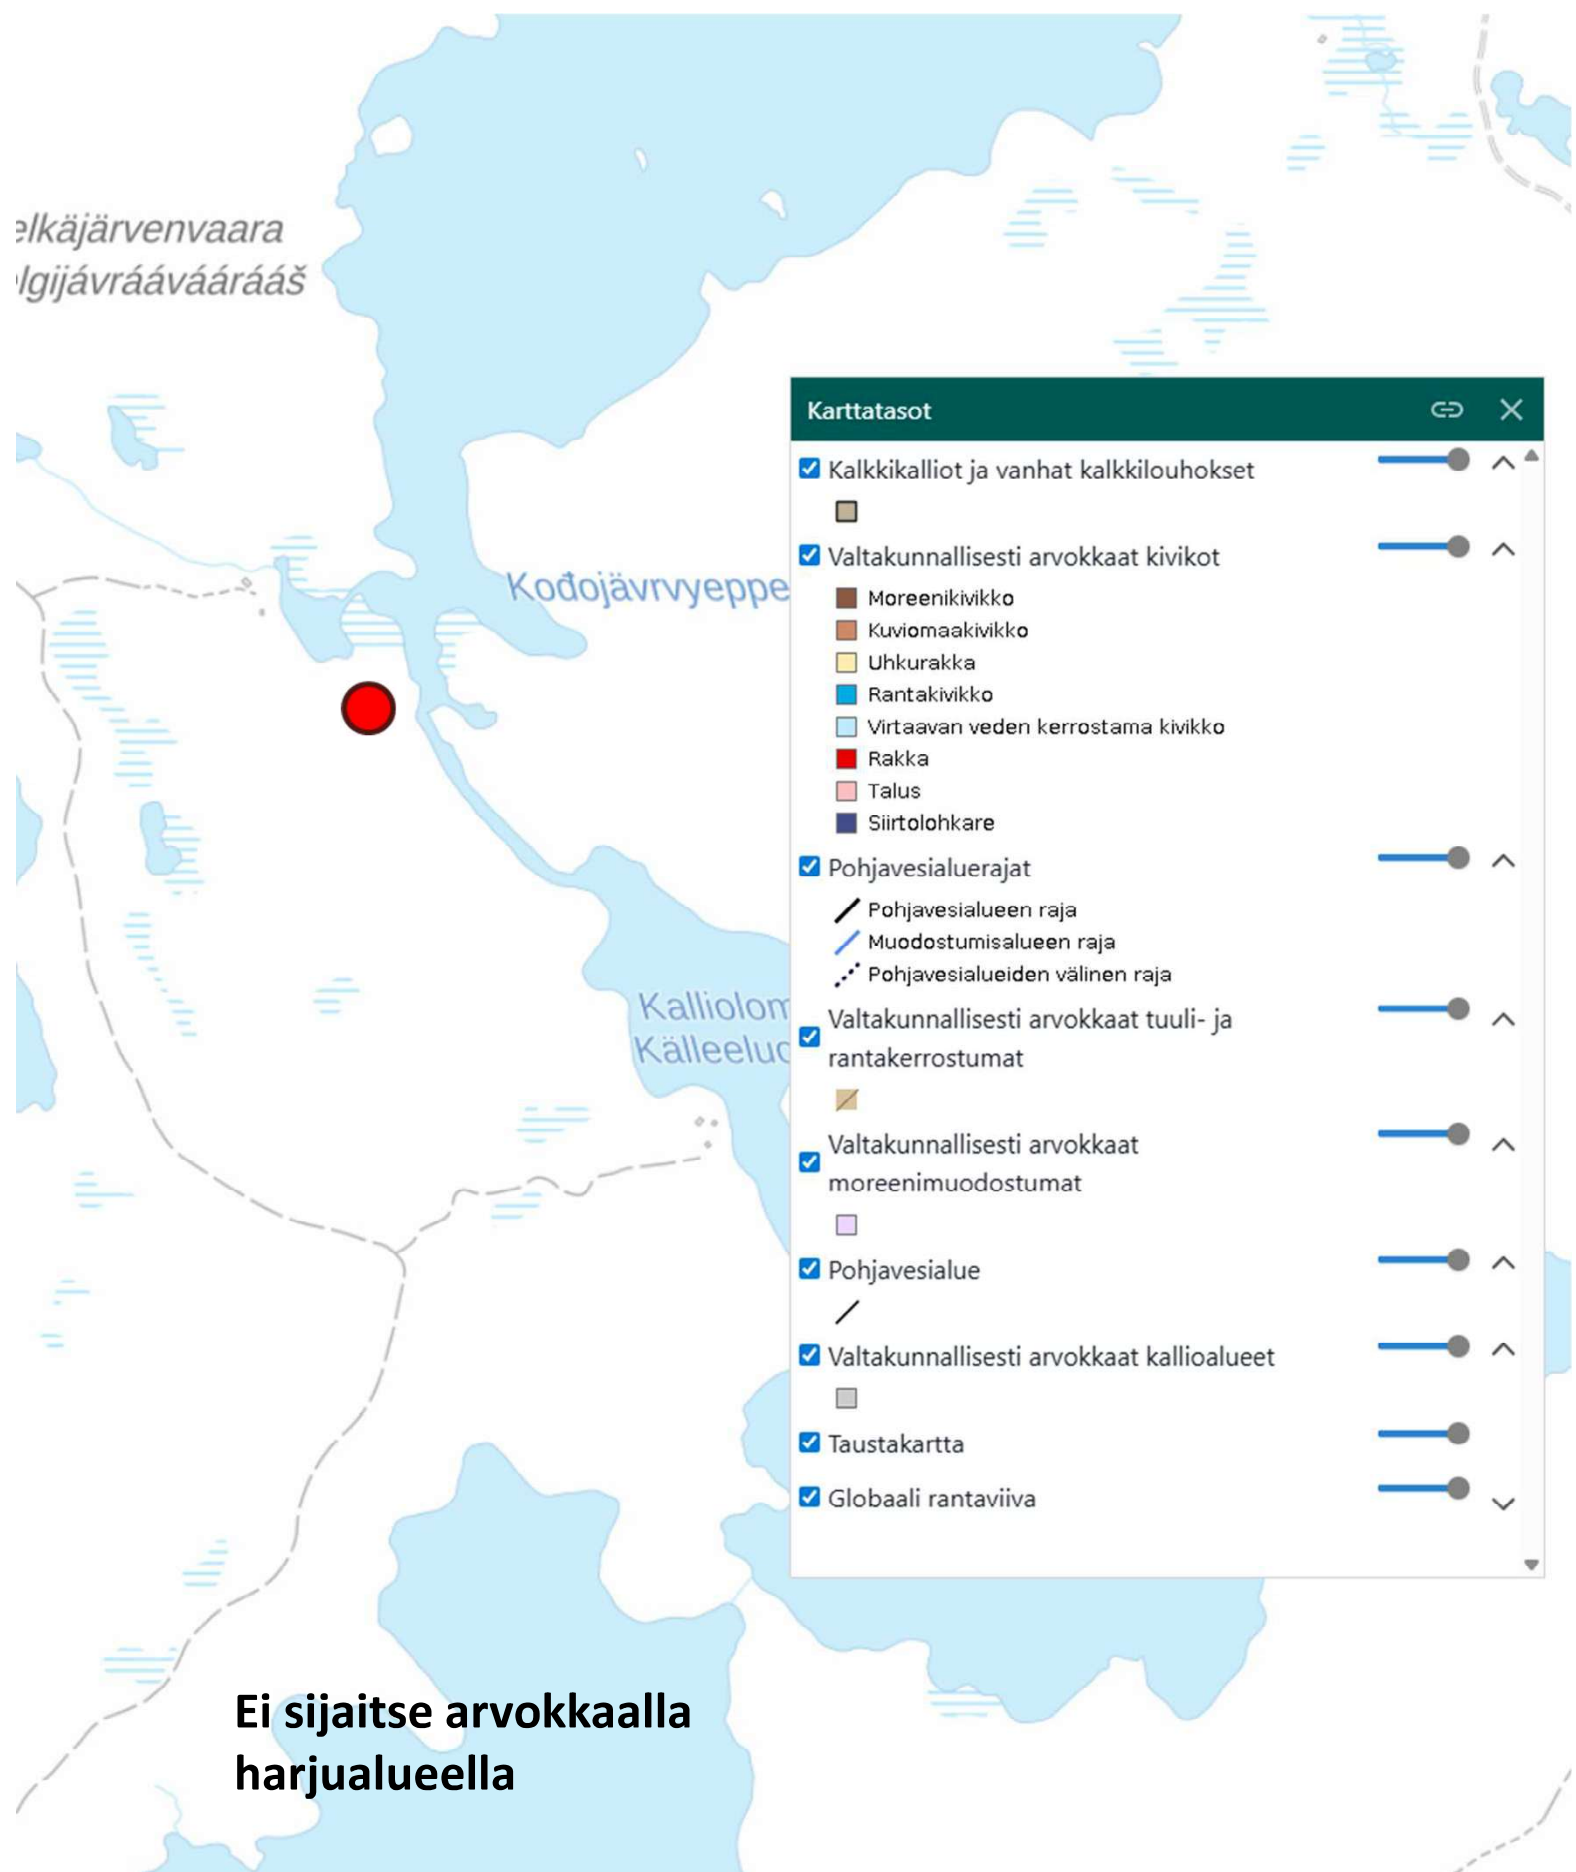 elkäjärvenvaara
lgijávrááváárááš
Kođojävrvyeppe
Kalliolom
Källeeluo
Karttatasot
Kalkkikalliot ja vanhat kalkkilouhokset
Valtakunnallisesti arvokkaat kivikot
Moreenikivikko
Kuviomaakivikko
Uhkurakka
Rantakivikko
Virtaavan veden kerrostama kivikko
Rakka
Talus
Siirtolohkare
Pohjavesialuerajat
Pohjavesialueen raja
Muodostumisalueen raja
Pohjavesialueiden välinen raja
Valtakunnallisesti arvokkaat tuuli- ja
rantakerrostumat
Valtakunnallisesti arvokkaat
moreenimuodostumat
Pohjavesialue
Valtakunnallisesti arvokkaat kallioalueet
Taustakartta
Globaali rantaviiva
Ei sijaitse arvokkaalla
harjualueella